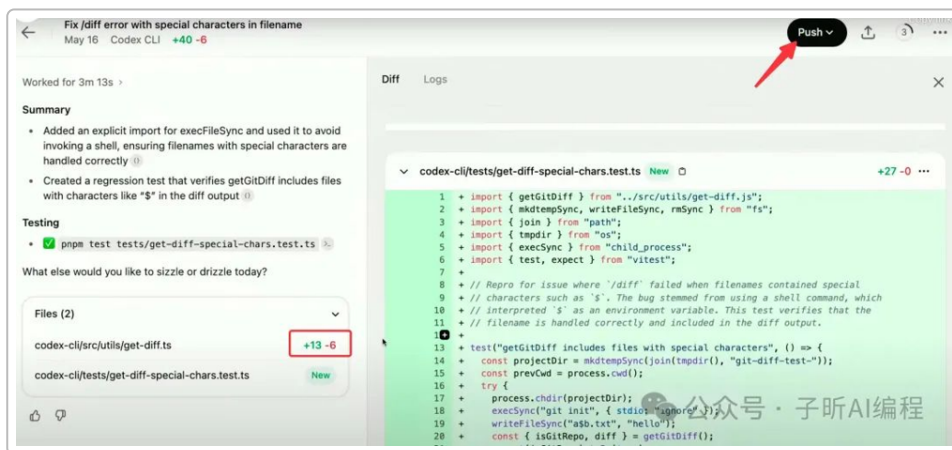 Fix /diff error with special characters in filename
May 16 Codex CLI +40 -6
Push
3
Worked for 3m 13s >
Summary
Added an explicit import for execFileSync and used it to avoid
invoking a shell, ensuring filenames with special characters are
handled correctly
Created a regression test that verifies getGitDiff includes files
with characters like "$" in the diff output
Testing
pnpm test tests/get-diff-special-chars.test.ts
What else would you like to sizzle or drizzle today?
Files (2)
codex-cli/src/utils/get-diff.ts +13 -6
codex-cli/tests/get-diff-special-chars.test.ts New
Diff Logs
codex-cli/tests/get-diff-special-chars.test.ts New +27 -0
1 + import { getGitDiff } from "../src/utils/get-diff.js";
2 + import { mkdtempSync, writeFileSync, rmSync } from "fs";
3 + import { join } from "path";
4 + import { tmpdir } from "os";
5 + import { execSync } from "child_process";
6 + import { test, expect } from "vitest";
7 +
8 + // Repro for issue where `/diff` failed when filenames contained special
9 + // characters such as `$`. The bug stemmed from using a shell command, which
10 + // interpreted `$` as an environment variable. This test verifies that the
11 + // filename is handled correctly and included in the diff output.
+
13 + test("getGitDiff includes files with special characters", () => {
14 + const projectDir = mkdtempSync(join(tmpdir(), "git-diff-test-"));
15 + const prevCwd = process.cwd();
16 + try {
17 + process.chdir(projectDir);
18 + execSync("git init", { stdio: "ignore" });
19 + writeFileSync("a$b.txt", "hello");
20 + const { isGitRepo, diff } = getGitDiff();
公众号 · 子昕AI编程